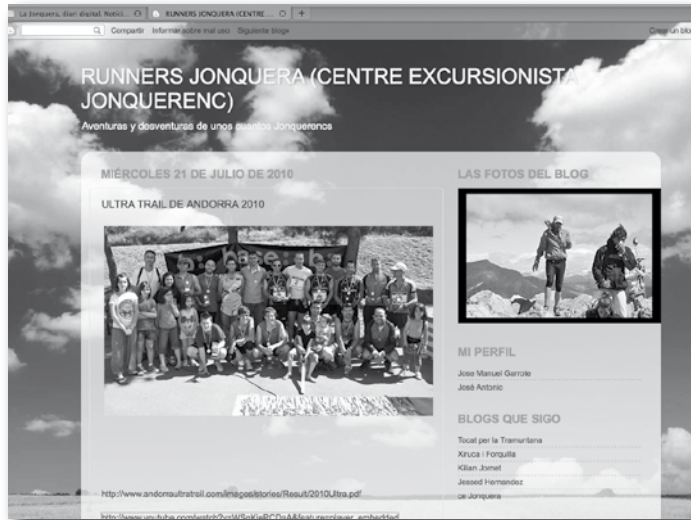 La Jonquera, diari digital. Notíci...
RUNNERS JONQUERA (CENTRE ...
Compartir Informar sobre mal uso Siguiente blog»
Crear un blog
RUNNERS JONQUERA (CENTRE EXCURSIONISTA
JONQUERENC)
Aventuras y desventuras de unos cuantos Jonquerencs
MIÉRCOLES 21 DE JULIO DE 2010
ULTRA TRAIL DE ANDORRA 2010
http://www.andorraultratrail.com/images/stories/Result/2010Ultra.pdf
LAS FOTOS DEL BLOG
MI PERFIL
Jose Manuel Garrote
José Antonio
BLOGS QUE SIGO
Tocat per la Tramuntana
Xiruca i Forquilla
Kilian Jornet
Jessed Hernandez
ce Jonquera